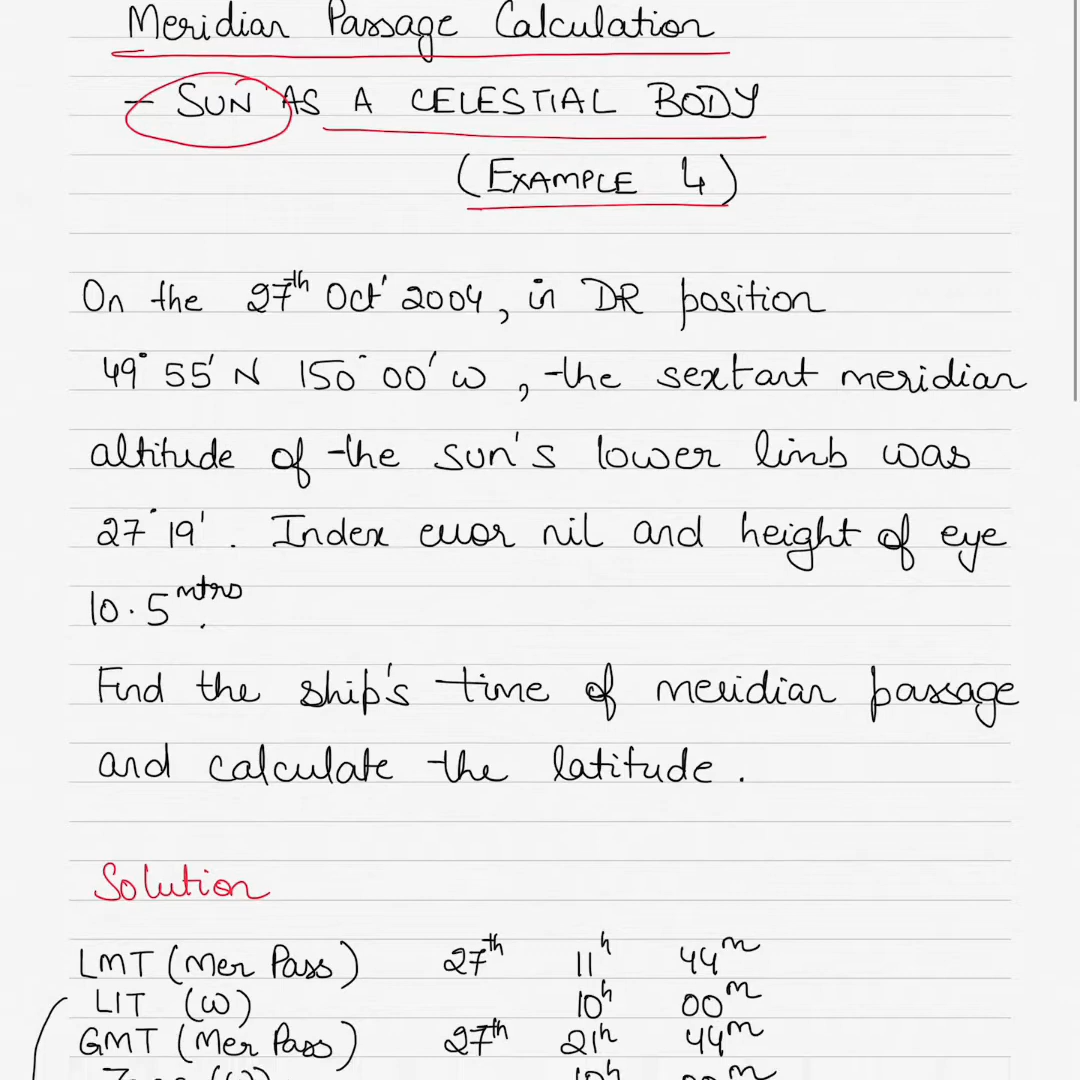 Meridian Passage Calculation
- SUN AS A CELESTIAL BODY
(EXAMPLE 4)
On the 27th Oct' 2004, in DR position
49° 55' N 150° 00' W, the sextant meridian
altitude of the sun's lower limb was
27° 19'. Index error nil and height of eye
10.5 mtrs.
Find the ship's time of meridian passage
and calculate the latitude.
Solution
LMT (Mer Pass) 27th 11h 44m
LIT (W) 10h 00m
GMT (Mer Pass) 27th 21h 44m
Zone (W) 10h 00m